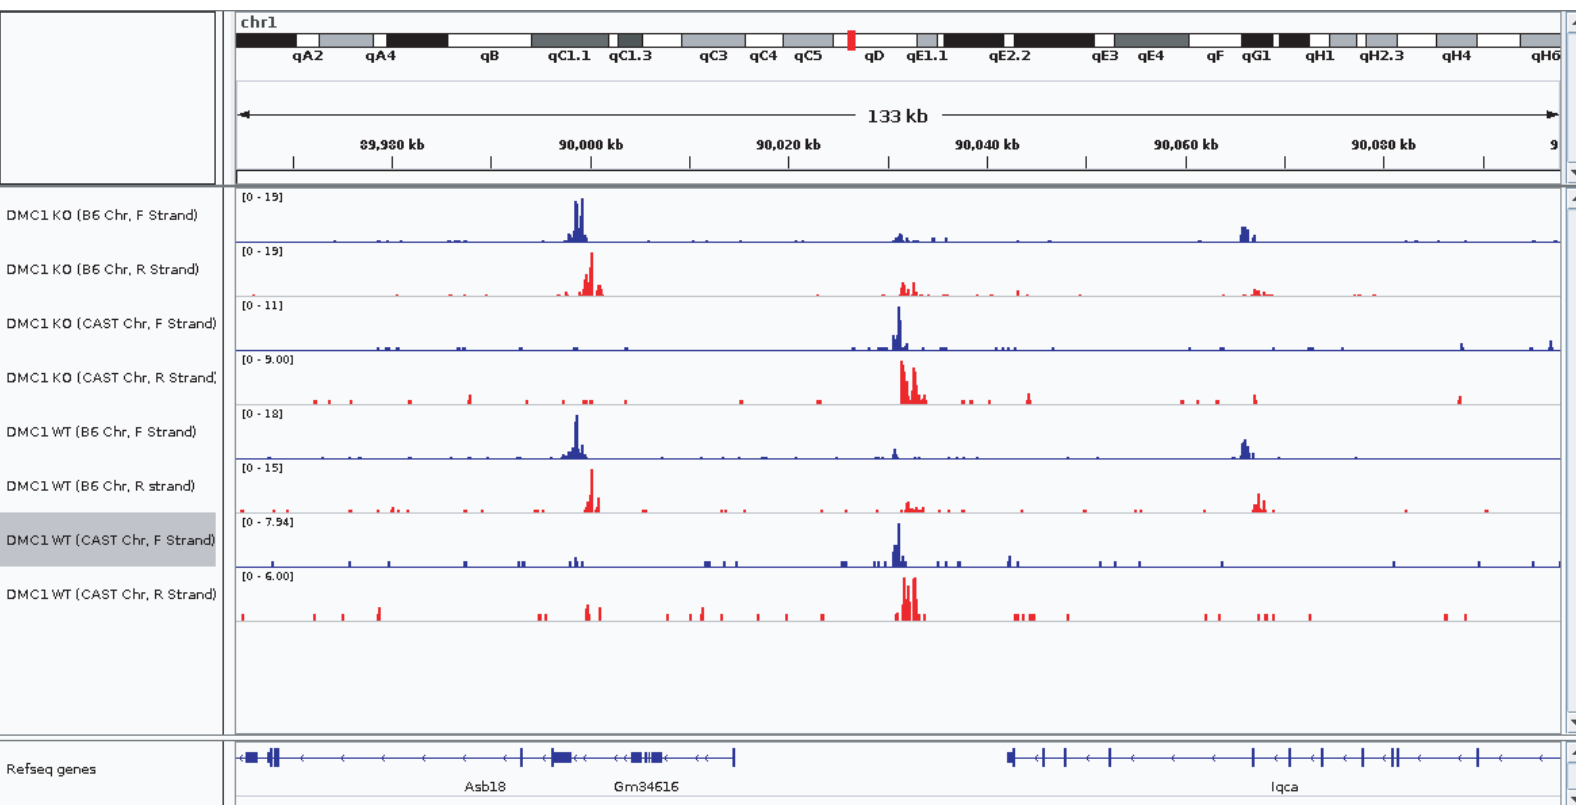 chr1
qA2 qA4 qB qC1.1 qC1.3 qC3 qC4 qC5 qD qE1.1 qE2.2 qE3 qE4 qF qG1 qH1 qH2.3 qH4 qH6
133 kb
89,980 kb 90,000 kb 90,020 kb 90,040 kb 90,060 kb 90,080 kb 9
[0 - 19]
DMC1 KO (B6 Chr, F Strand)
[0 - 19]
DMC1 KO (B6 Chr, R Strand)
[0 - 11]
DMC1 KO (CAST Chr, F Strand)
[0 - 9.00]
DMC1 KO (CAST Chr, R Strand)
[0 - 18]
DMC1 WT (B6 Chr, F Strand)
[0 - 15]
DMC1 WT (B6 Chr, R strand)
[0 - 7.94]
DMC1 WT (CAST Chr, F Strand)
[0 - 6.00]
DMC1 WT (CAST Chr, R Strand)
Refseq genes
Asb18 Gm34616 Iqca